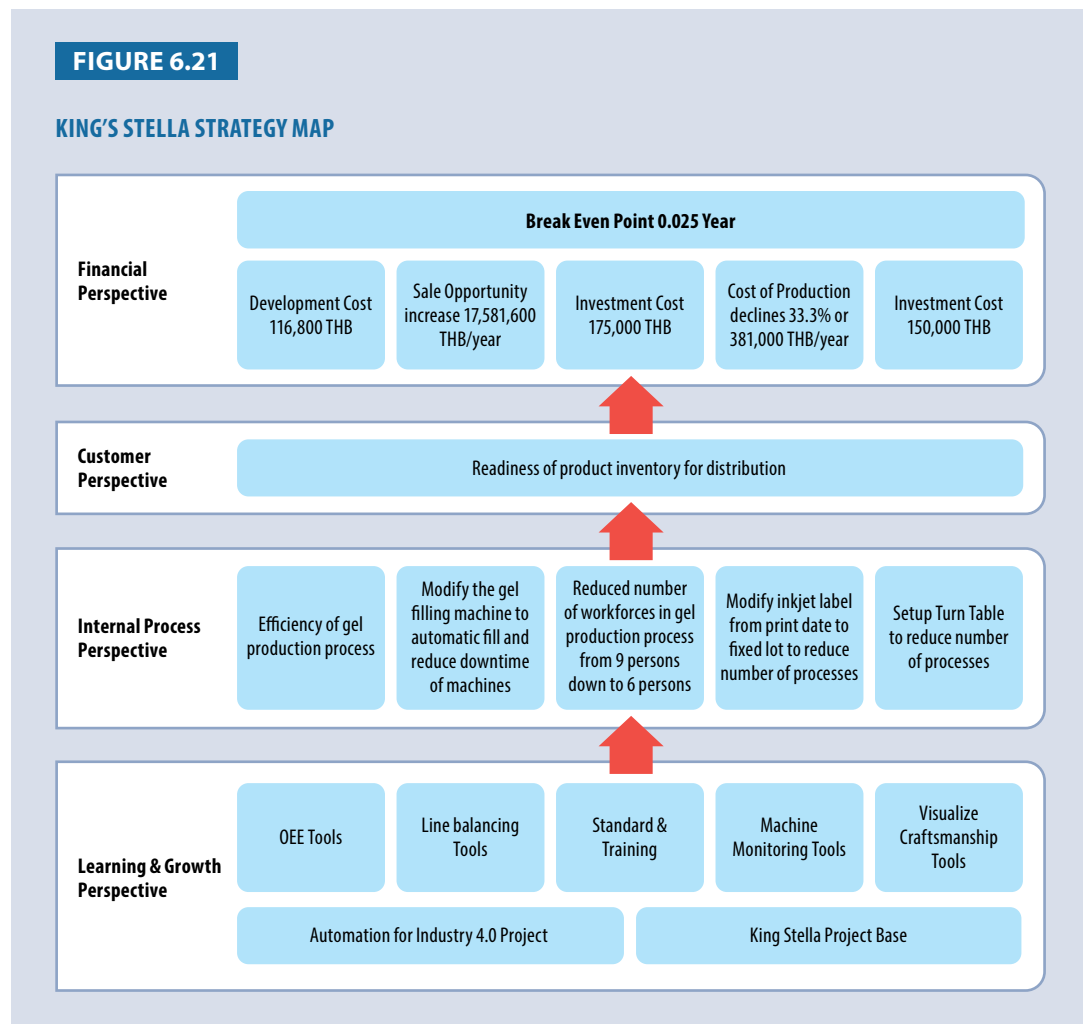 FIGURE 6.21
KING'S STELLA STRATEGY MAP
Financial
Perspective
Break Even Point 0.025 Year
Development Cost
116,800 THB
Sale Opportunity
increase 17,581,600
THB/year
Investment Cost
175,000 THB
Cost of Production
declines 33.3% or
381,000 THB/year
Investment Cost
150,000 THB
Customer
Perspective
Readiness of product inventory for distribution
Internal Process
Perspective
Efficiency of gel
production process
Modify the gel
filling machine to
automatic fill and
reduce downtime
of machines
Reduced number
of workforces in gel
production process
from 9 persons
down to 6 persons
Modify inkjet label
from print date to
fixed lot to reduce
number of processes
Setup Turn Table
to reduce number
of processes
Learning & Growth
Perspective
OEE Tools
Line balancing
Tools
Standard &
Training
Machine
Monitoring Tools
Visualize
Craftsmanship
Tools
Automation for Industry 4.0 Project
King Stella Project Base